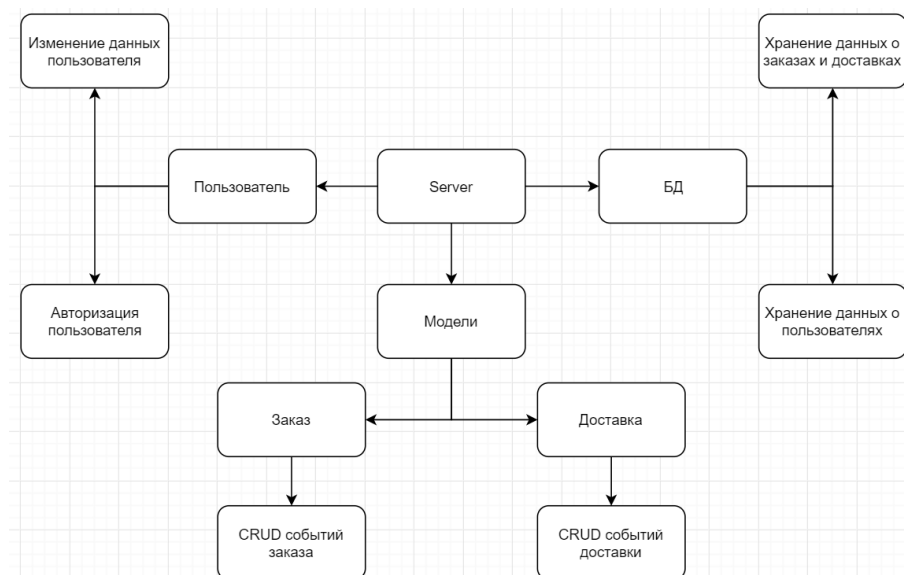 Изменение данных
пользователя
Хранение данных о
заказах и доставках
Пользователь
Server
БД
Авторизация
пользователя
Модели
Хранение данных о
пользователях
Заказ
Доставка
CRUD событий
заказа
CRUD событий
доставки